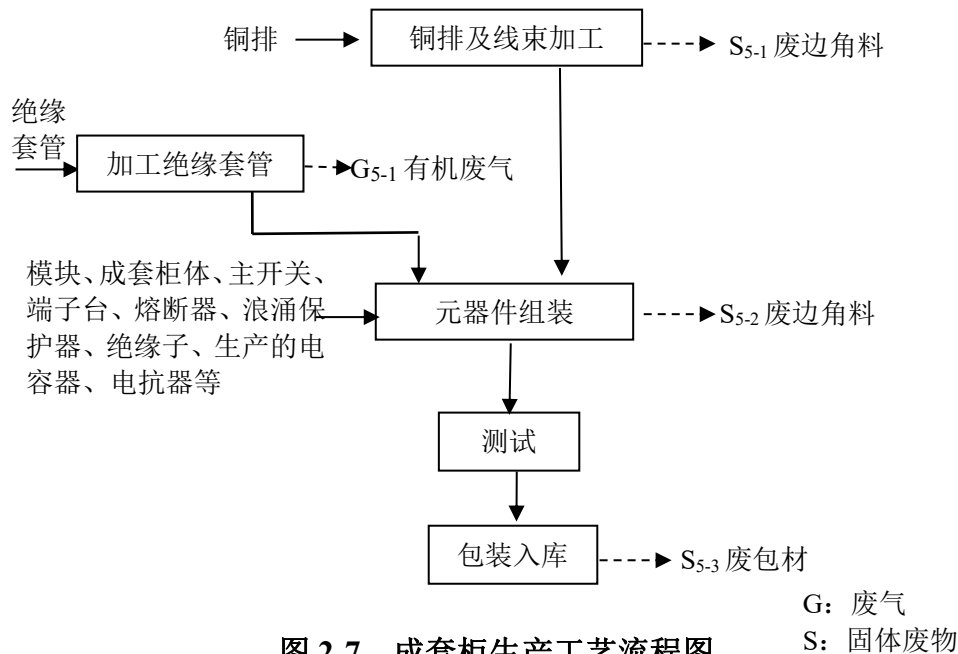 铜排
铜排及线束加工
S5-1 废边角料
绝缘
套管
加工绝缘套管
G5-1 有机废气
模块、成套柜体、主开关、
端子台、熔断器、浪涌保
护器、绝缘子、生产的电
容器、电抗器等
元器件组装
S5-2 废边角料
测试
包装入库
S5-3 废包材
G：废气
S：固体废物
图 2-7 成套柜生产工艺流程图